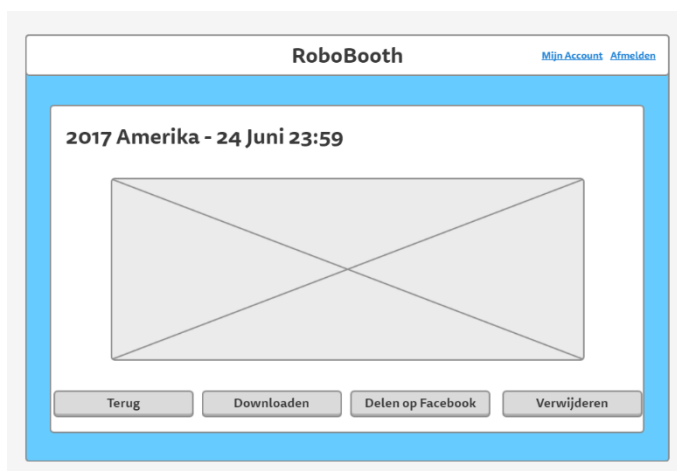 RoboBooth
Mijn Account Afmelden
2017 Amerika - 24 Juni 23:59
Terug Downloaden Delen op Facebook Verwijderen